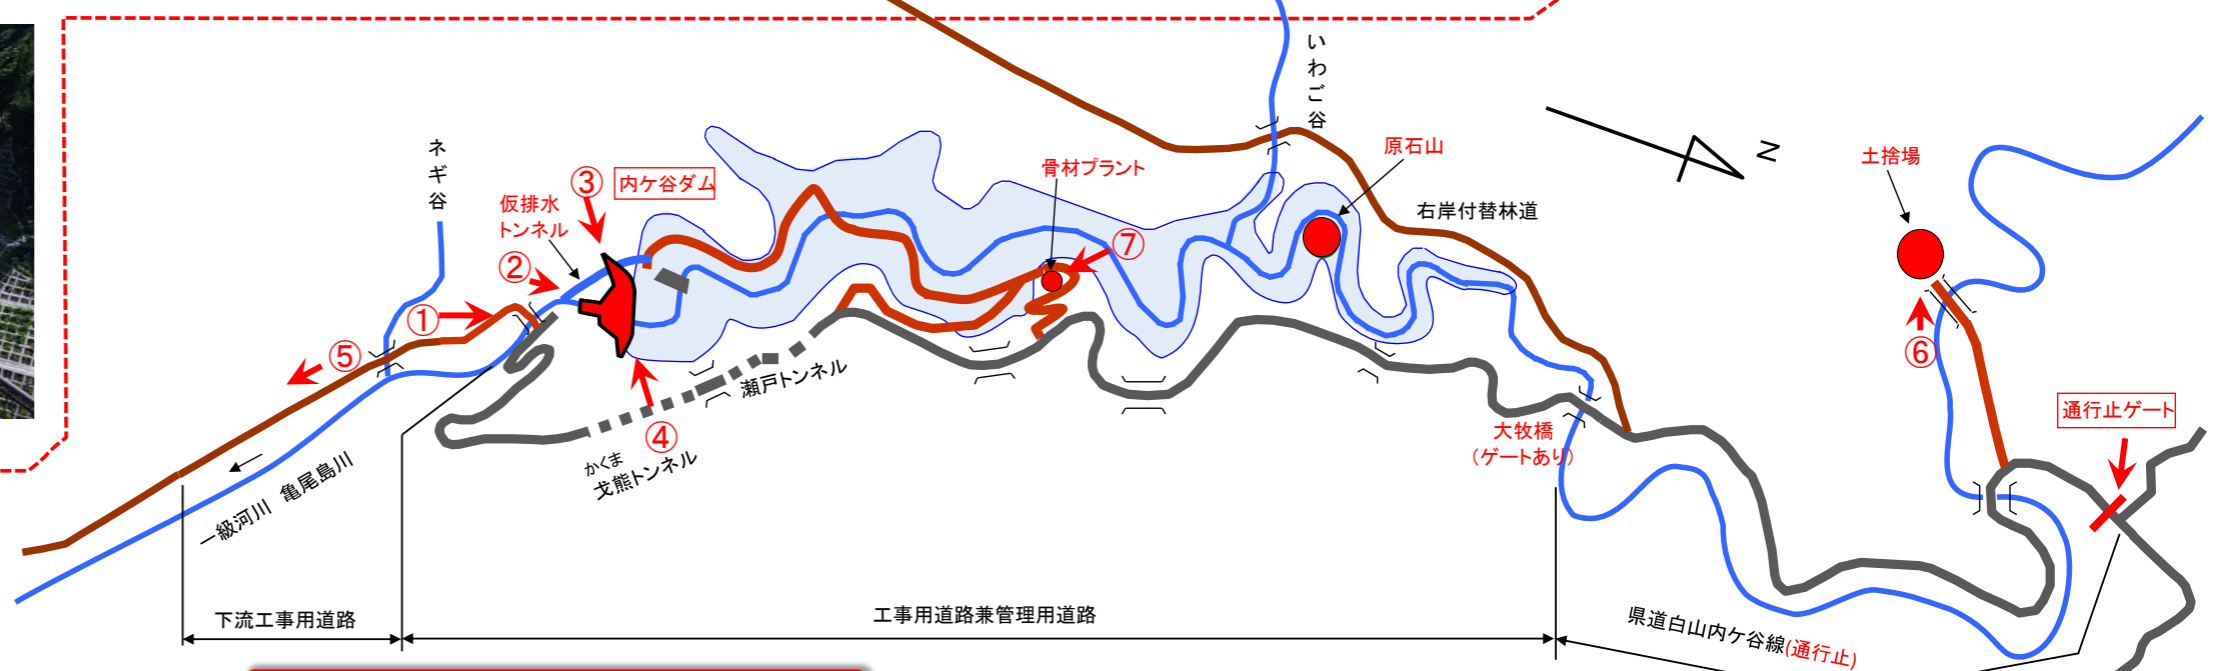 いわご谷
ネギ谷
③
内ケ谷ダム
骨材プラント
原石山
土捨場
仮排水
トンネル
右岸付替林道
N
②
⑦
①
⑤
⑥
瀬戸トンネル
④
かくま
戈熊トンネル
大牧橋
(ゲートあり)
通行止ゲート
一級河川 亀尾島川
下流工事用道路
工事用道路兼管理用道路
県道白山内ケ谷線(通行止)